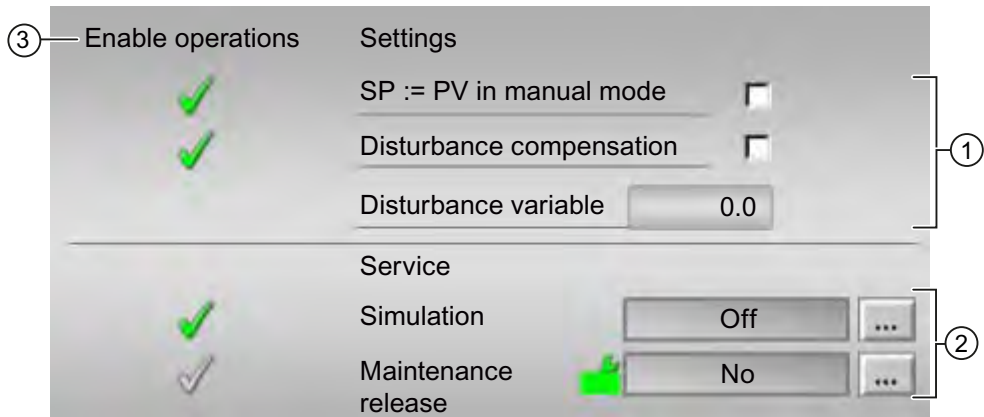 ③ Enable operations Settings
SP := PV in manual mode
Disturbance compensation
①
Disturbance variable 0.0
Service
Simulation Off ...
②
Maintenance No ...
release